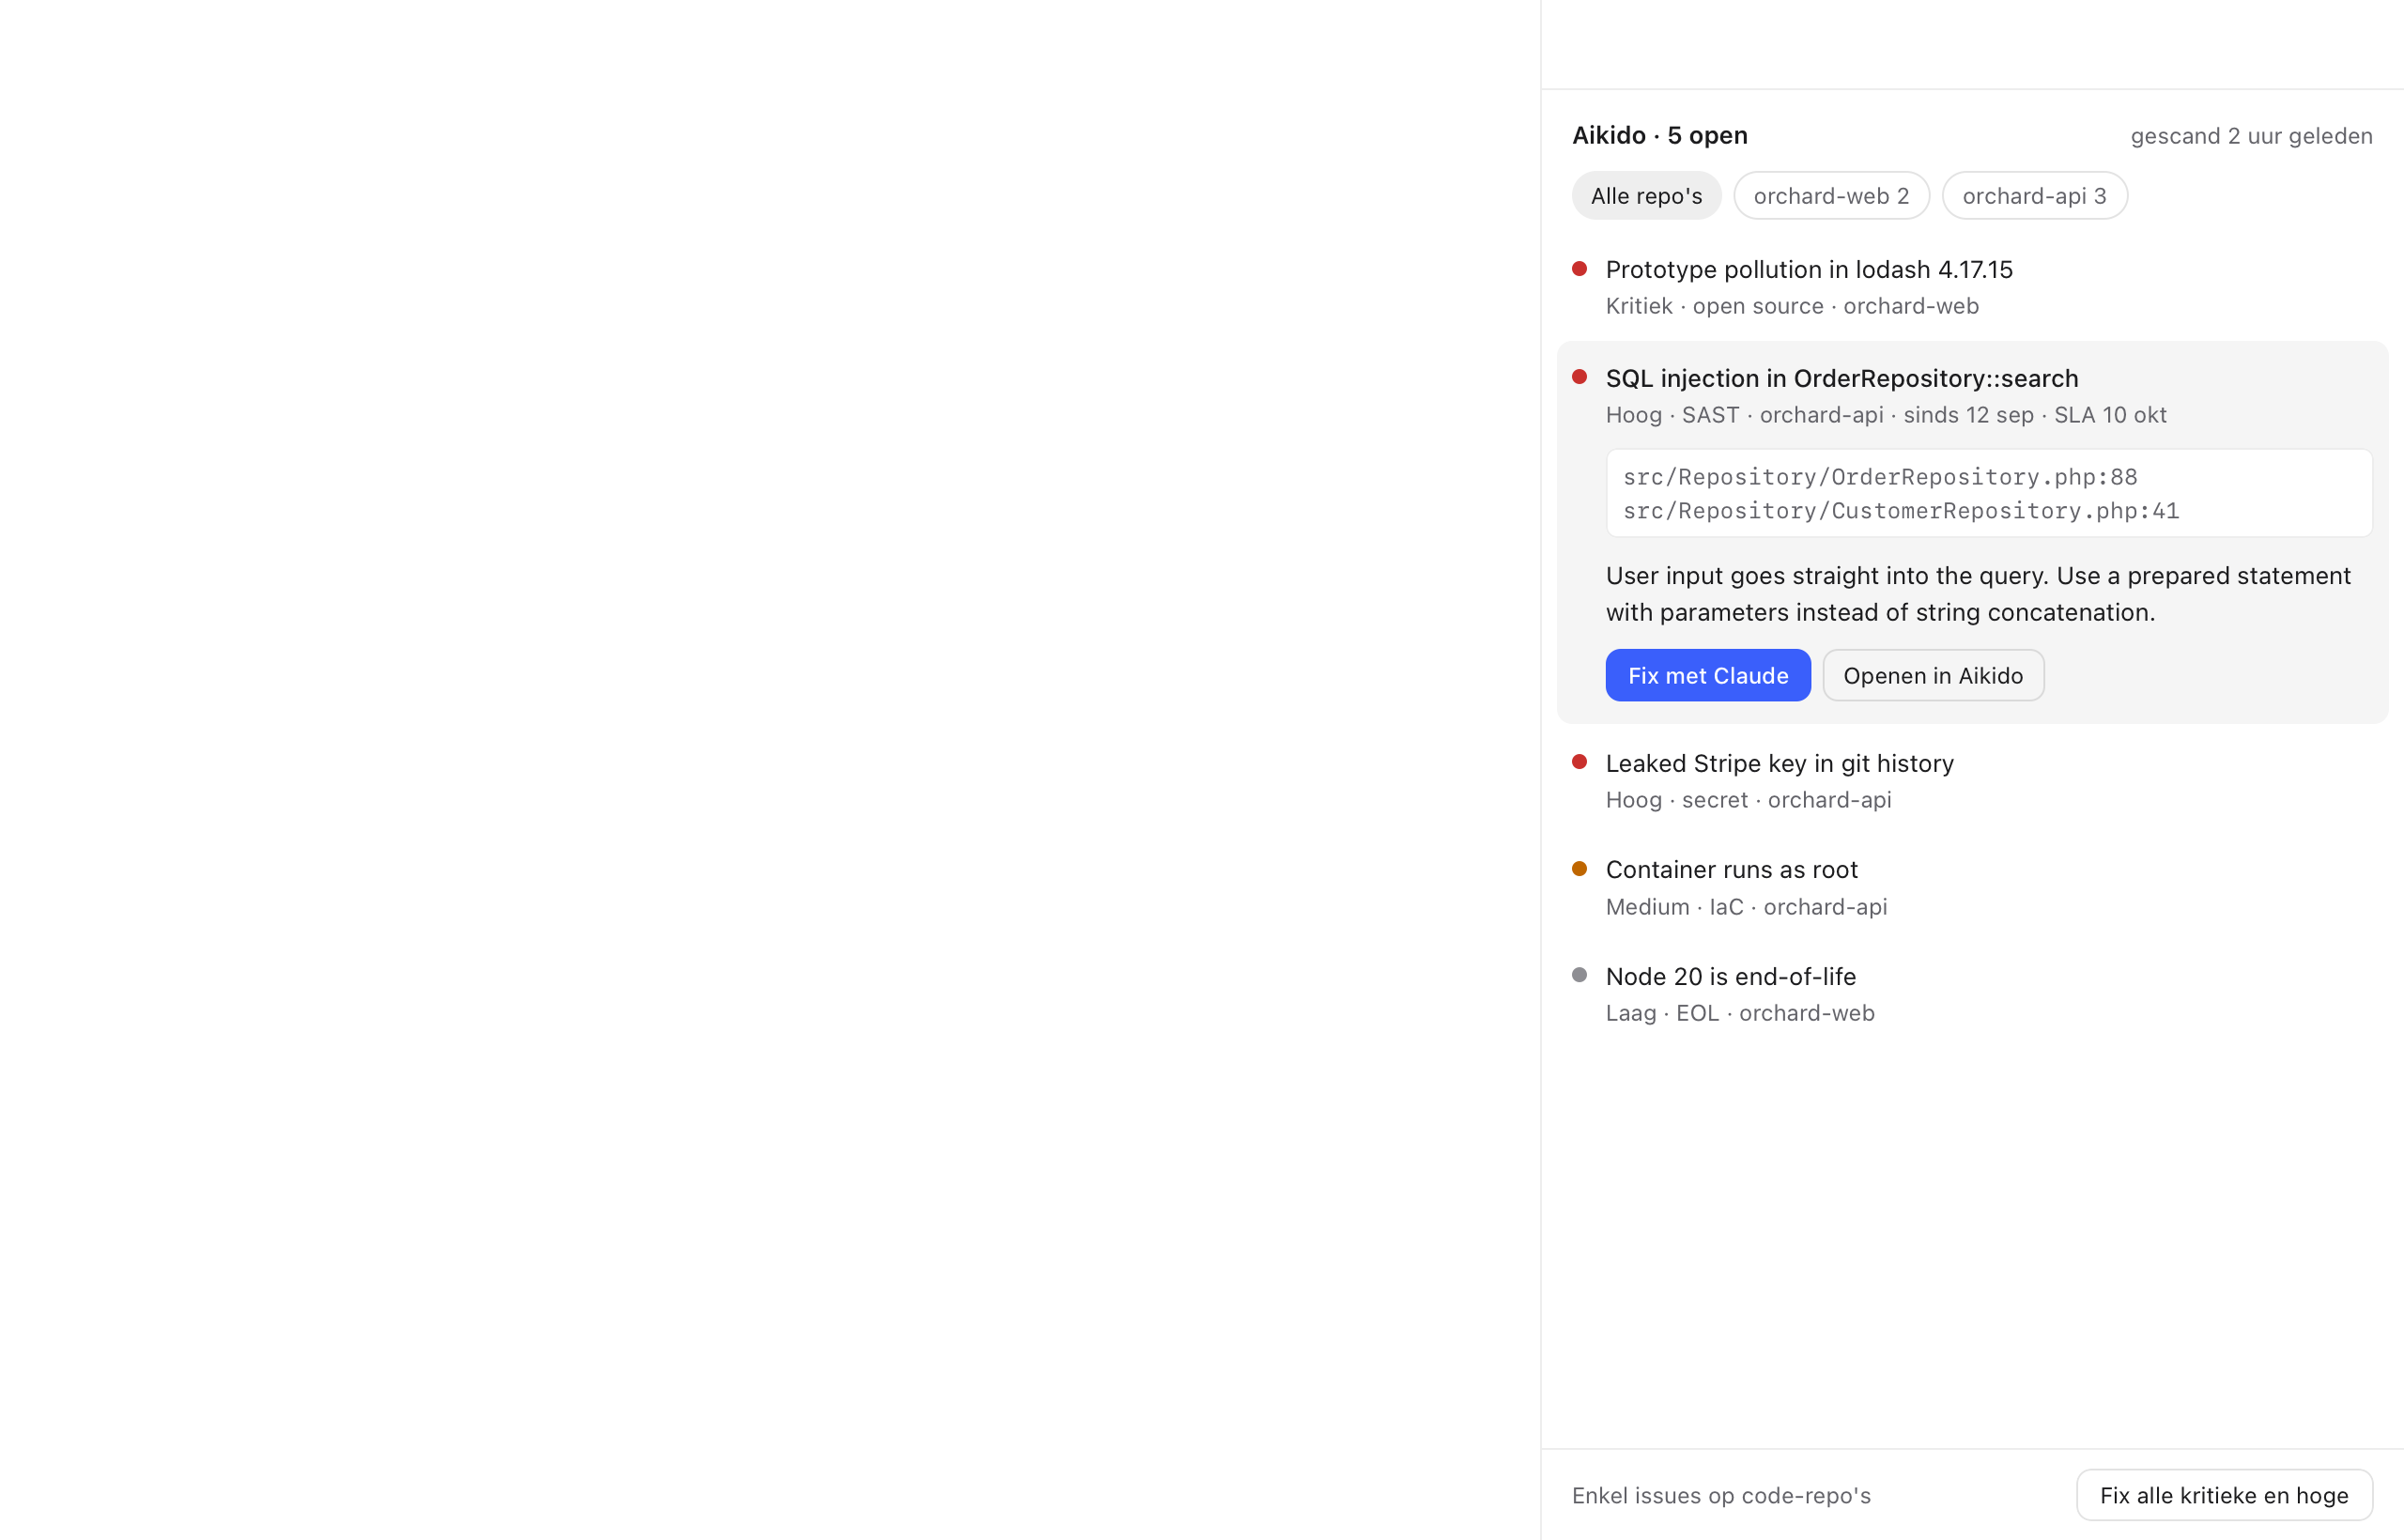 Aikido · 5 open
gescand 2 uur geleden
Alle repo's
orchard-web 2
orchard-api 3
Prototype pollution in lodash 4.17.15
Kritiek · open source · orchard-web
SQL injection in OrderRepository::search
Hoog · SAST · orchard-api · sinds 12 sep · SLA 10 okt
src/Repository/OrderRepository.php:88
src/Repository/CustomerRepository.php:41
User input goes straight into the query. Use a prepared statement
with parameters instead of string concatenation.
Fix met Claude
Openen in Aikido
Leaked Stripe key in git history
Hoog · secret · orchard-api
Container runs as root
Medium · IaC · orchard-api
Node 20 is end-of-life
Laag · EOL · orchard-web
Enkel issues op code-repo's
Fix alle kritieke en hoge